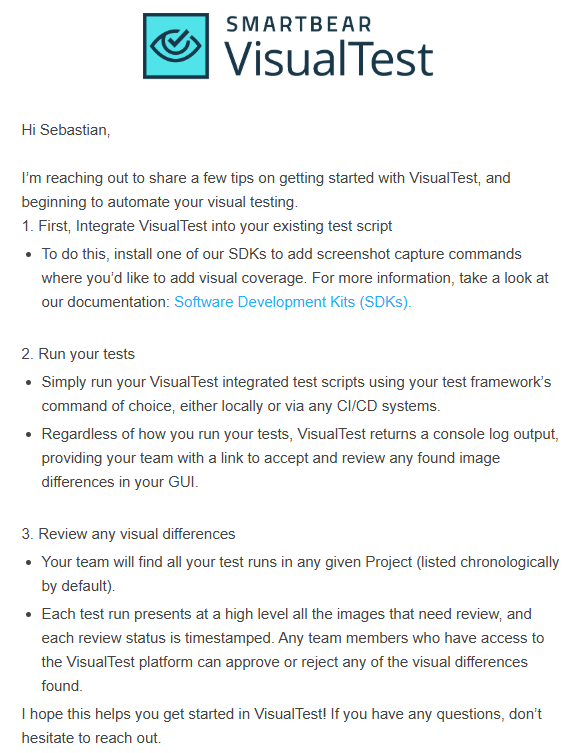 SMARTBEAR
VisualTest
Hi Sebastian,
I’m reaching out to share a few tips on getting started with VisualTest, and
beginning to automate your visual testing.
1. First, Integrate VisualTest into your existing test script
• To do this, install one of our SDKs to add screenshot capture commands
where you’d like to add visual coverage. For more information, take a look at
our documentation: Software Development Kits (SDKs).
2. Run your tests
• Simply run your VisualTest integrated test scripts using your test framework’s
command of choice, either locally or via any CI/CD systems.
• Regardless of how you run your tests, VisualTest returns a console log output,
providing your team with a link to accept and review any found image
differences in your GUI.
3. Review any visual differences
• Your team will find all your test runs in any given Project (listed chronologically
by default).
• Each test run presents at a high level all the images that need review, and
each review status is timestamped. Any team members who have access to
the VisualTest platform can approve or reject any of the visual differences
found.
I hope this helps you get started in VisualTest! If you have any questions, don’t
hesitate to reach out.